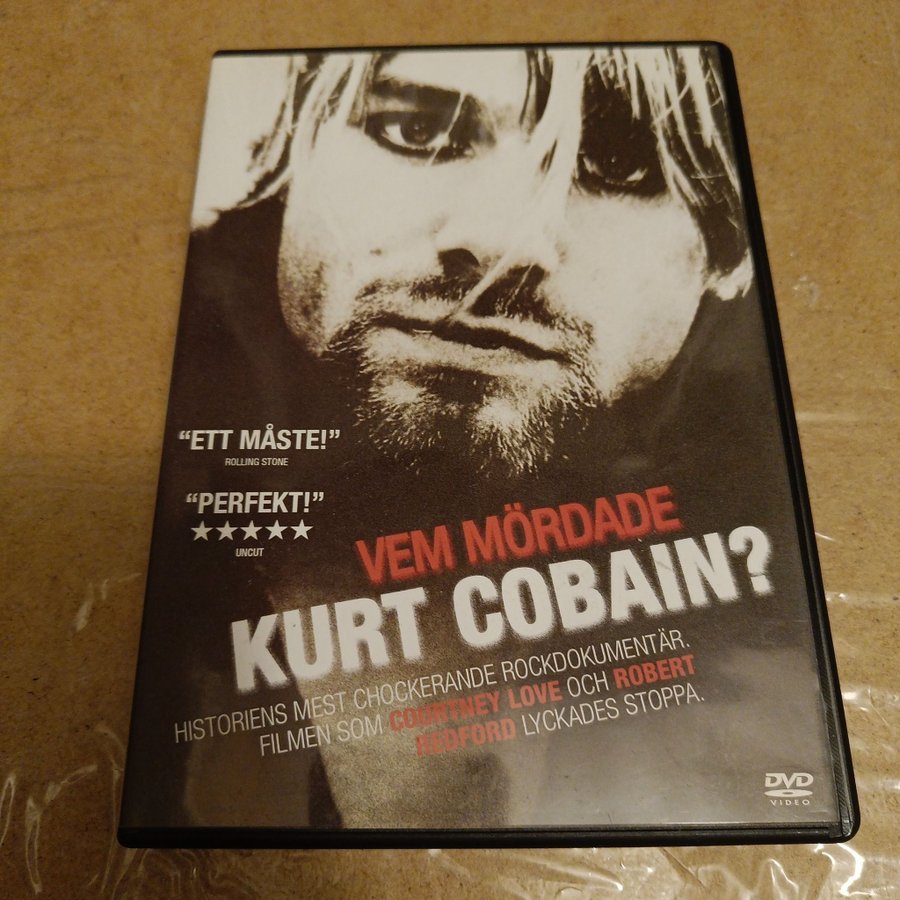 “ETT MÅSTE!”
ROLLING STONE
“PERFEKT!”
UNCUT
VEM MÖRDADE
KURT COBAIN?
HISTORIENS MEST CHOCKERANDE ROCKDOKUMENTÄR.
FILMEN SOM COURTNEY LOVE OCH ROBERT
REDFORD LYCKADES STOPPA.
DVD
VIDEO